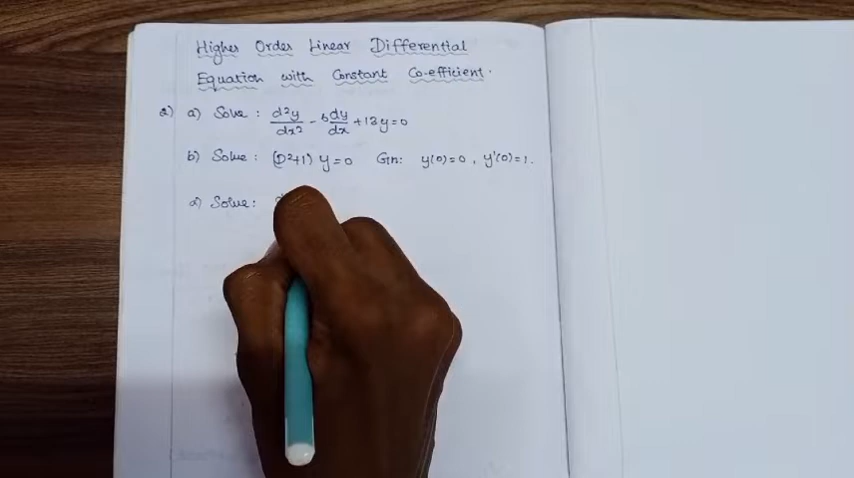 Higher Order Linear Differential
Equation with Constant Co-efficient.
2) a) Solve : d²y/dx² - 6dy/dx + 13y=0
b) Solve : (D²+1) y = 0 Gn: y(0)=0, y'(0)=1.
a) Solve :